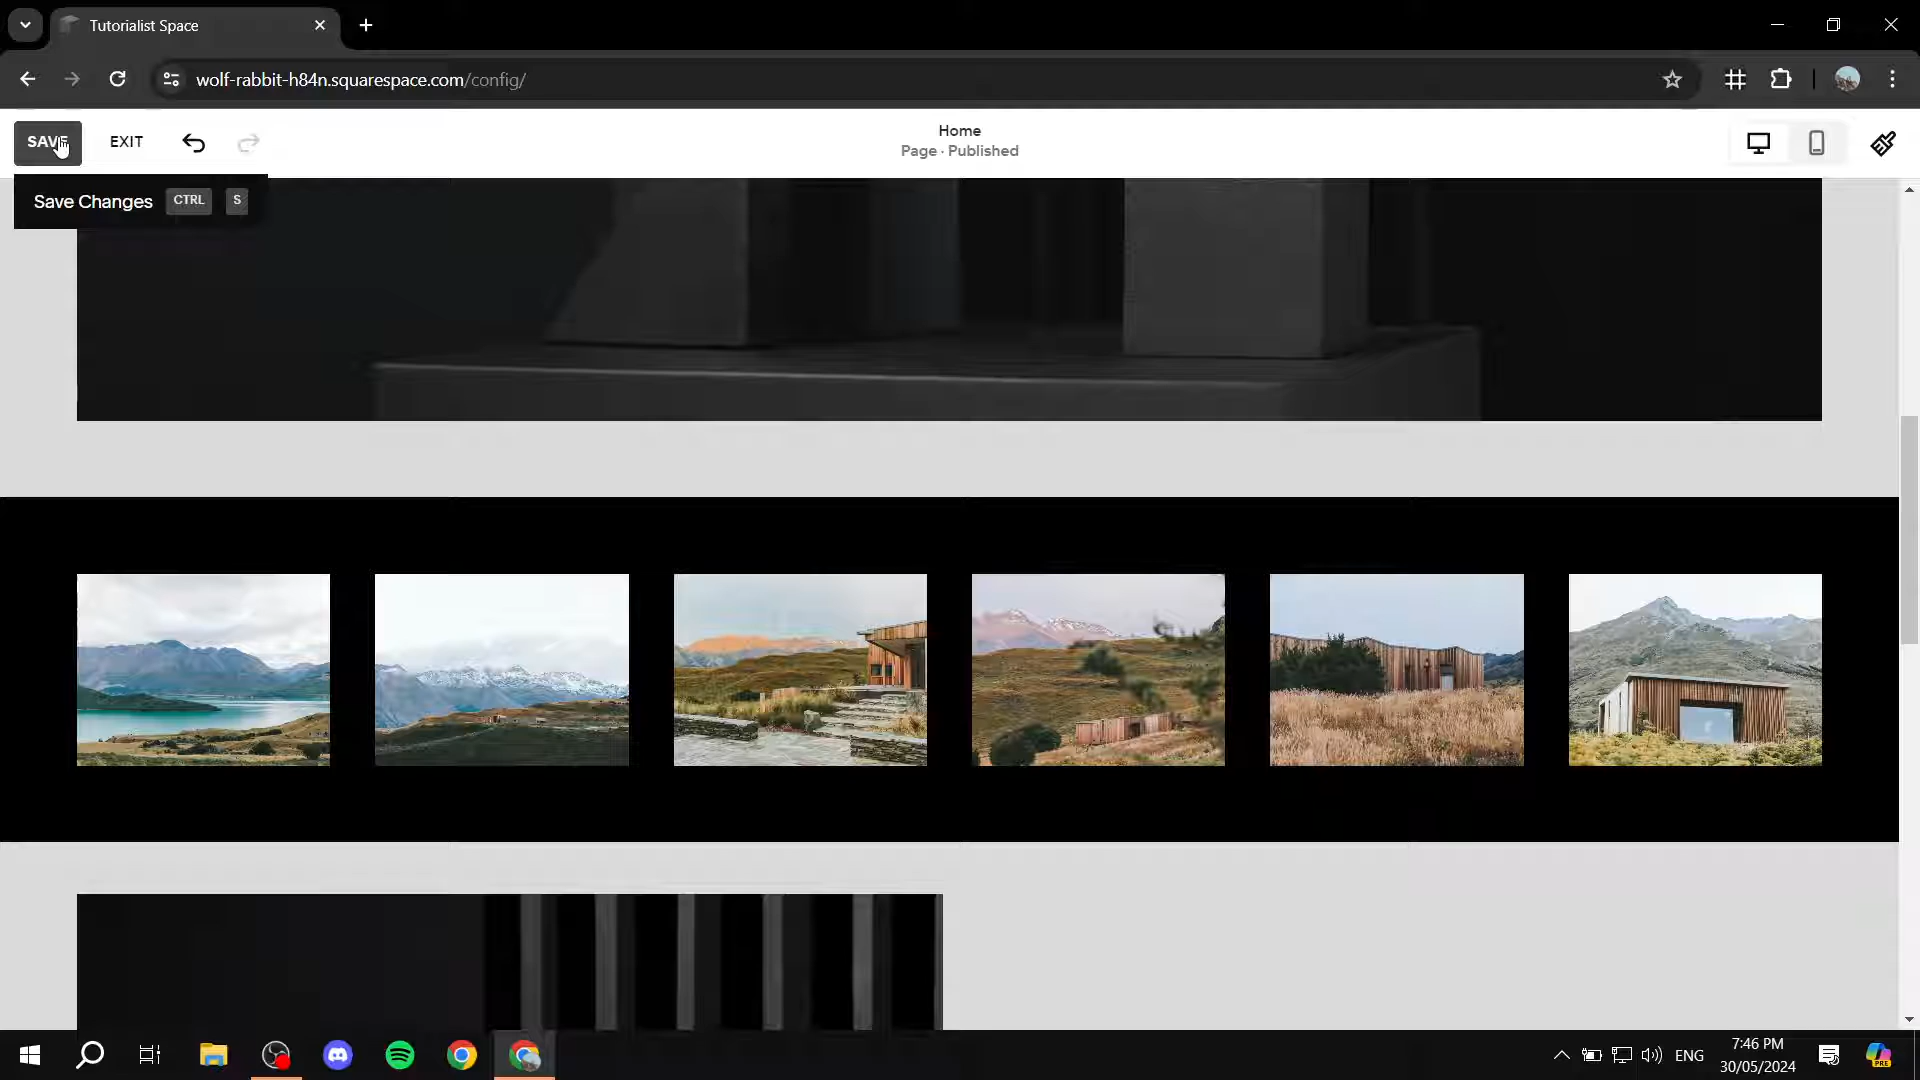 Tutorialist Space
wolf-rabbit-h84n.squarespace.com/config/
SAVE
EXIT
Home
Page · Published
Save Changes CTRL S
ENG
7:46 PM
30/05/2024
PRE